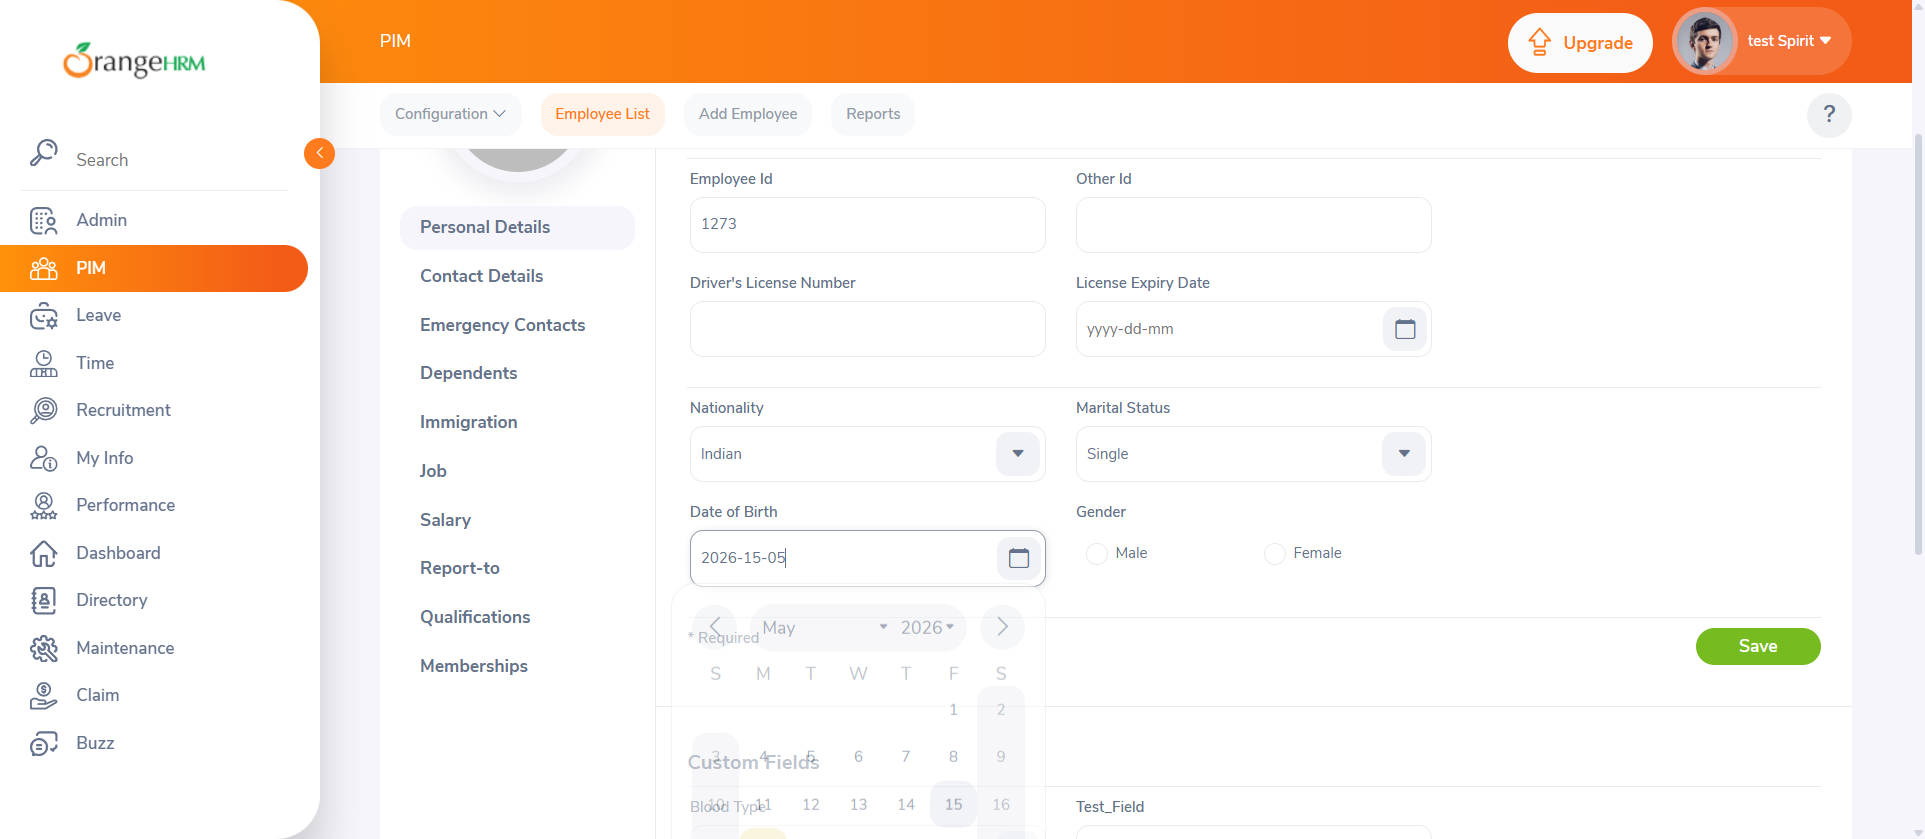 OrangeHRM
Search
Admin
PIM
Leave
Time
Recruitment
My Info
Performance
Dashboard
Directory
Maintenance
Claim
Buzz
PIM
Upgrade
test Spirit
Configuration
Employee List
Add Employee
Reports
?
Personal Details
Contact Details
Emergency Contacts
Dependents
Immigration
Job
Salary
Report-to
Qualifications
Memberships
Employee Id
Other Id
1273
Driver's License Number
License Expiry Date
yyyy-dd-mm
Nationality
Marital Status
Indian
Single
Date of Birth
Gender
2026-15-05
Male
Female
May
2026
* Required
Save
S M T W T F S
1 2
3 4 5 6 7 8 9
Custom Fields
10 11 12 13 14 15 16
Blood Type
Test_Field